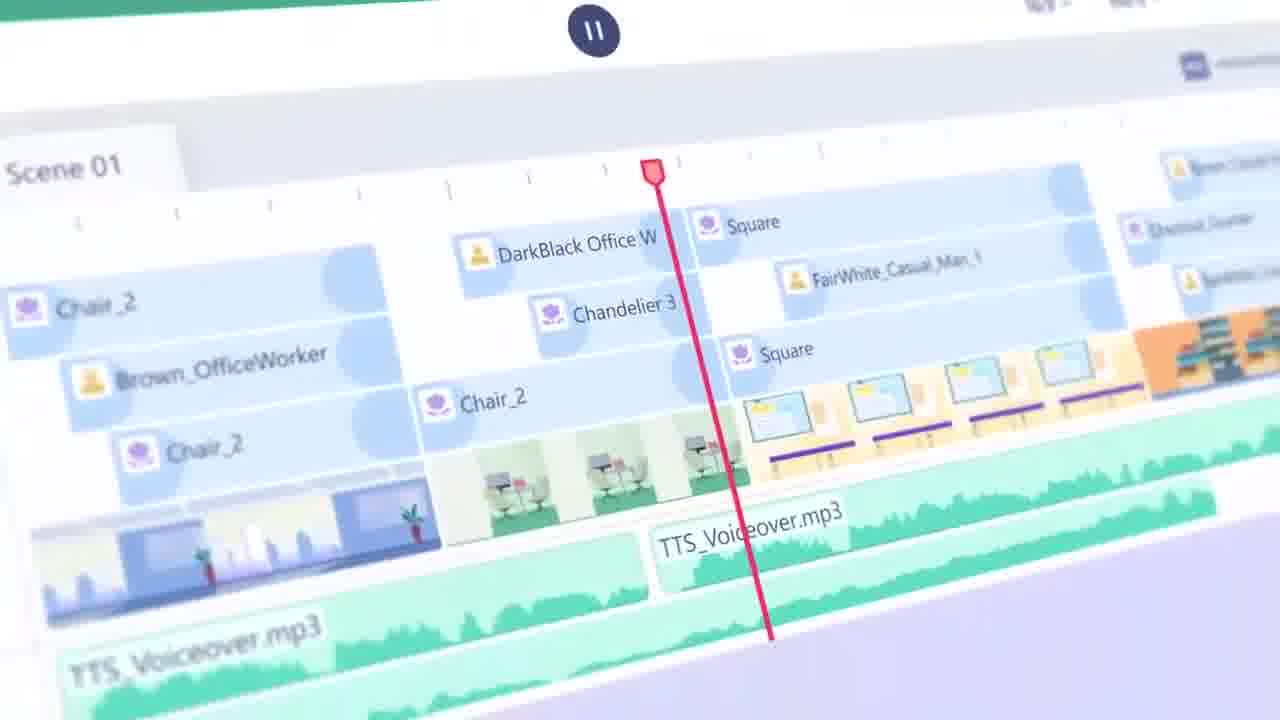 Scene 01
DarkBlack Office W
Square
Chair_2
Chandelier 3
FairWhite_Casual_Man_1
Brown_OfficeWorker
Chair_2
Square
Chair_2
TTS_Voiceover.mp3
TTS_Voiceover.mp3